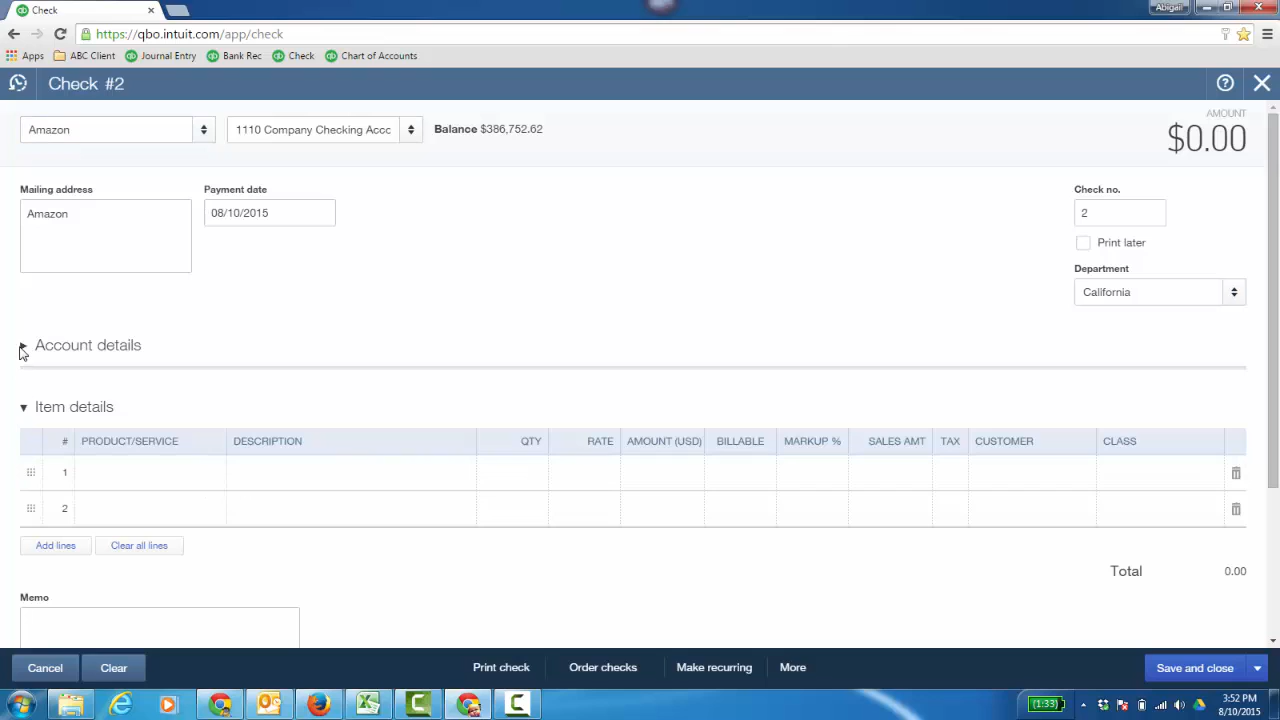 Check
Abigail
https://qbo.intuit.com/app/check
Apps ABC Client Journal Entry Bank Rec Check Chart of Accounts
Check #2
Amazon 1110 Company Checking Accc Balance $386,752.62
AMOUNT
$0.00
Mailing address Payment date Check no.
Amazon 08/10/2015 2
Print later
Department
California
Account details
Item details
# PRODUCT/SERVICE DESCRIPTION QTY RATE AMOUNT (USD) BILLABLE MARKUP % SALES AMT TAX CUSTOMER CLASS
1
2
Add lines Clear all lines
Total 0.00
Memo
Cancel Clear Print check Order checks Make recurring More Save and close
(1:33) 3:52 PM
8/10/2015